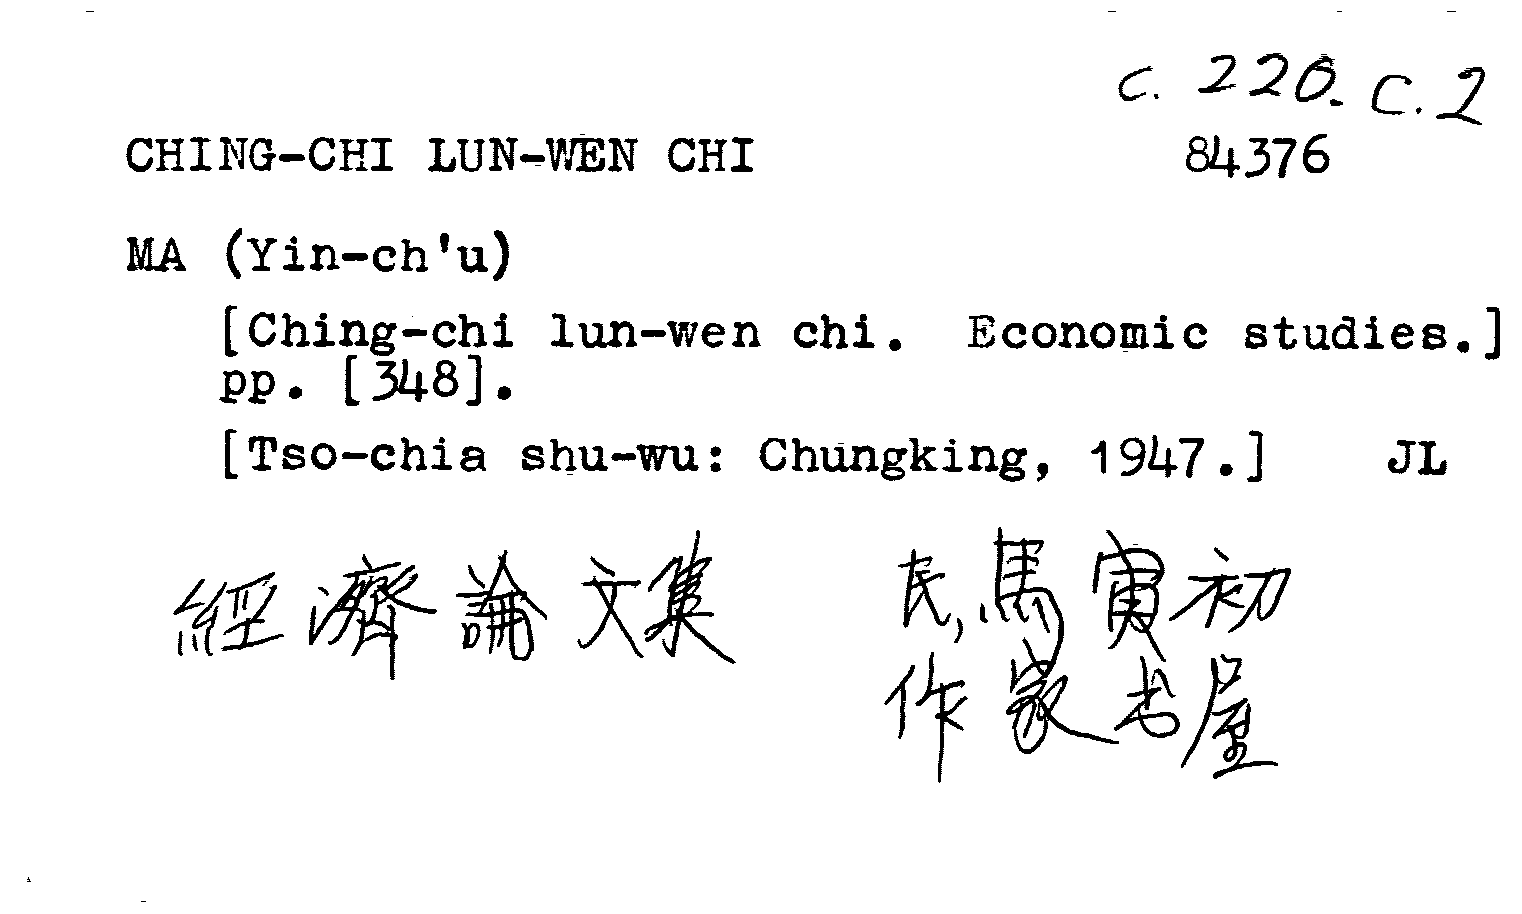 C. 220. C. 2
CHING-CHI LUN-WEN CHI 84376
MA (Yin-ch'u)
[Ching-chi lun-wen chi. Economic studies.]
pp. [348].
[Tso-chia shu-wu: Chungking, 1947.] JL
經濟論文集 民,馬寅初
作家书屋